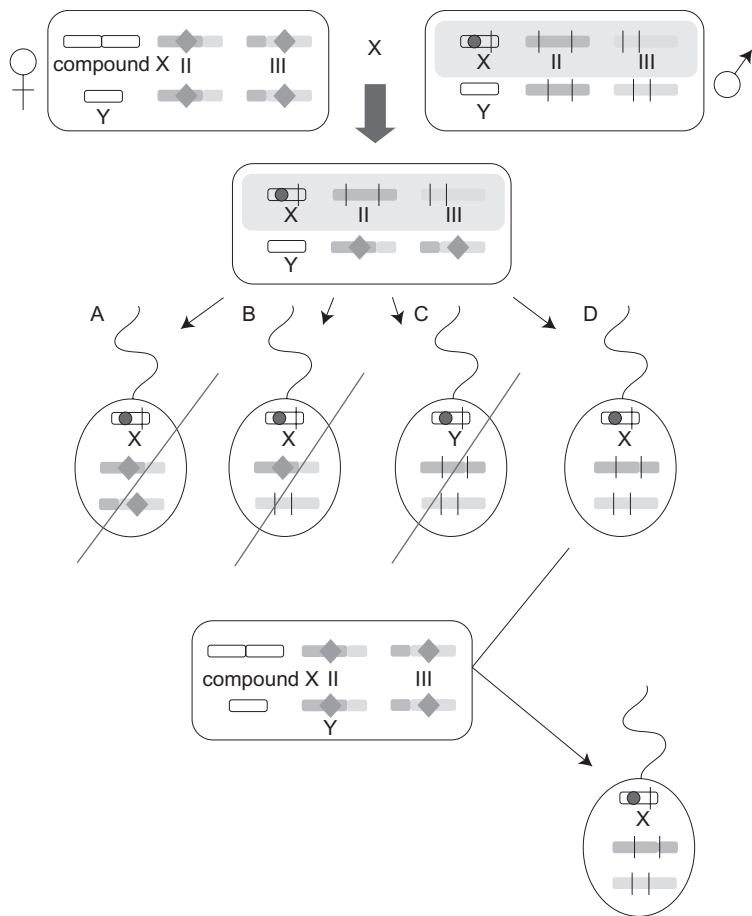 compound X II III
Y
X
X II III
Y
X II III
Y
A B C D
X X Y X
compound X II III
Y
X